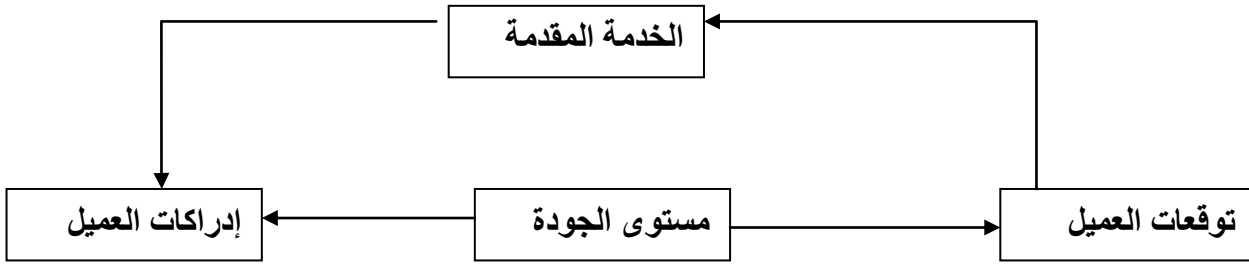 الخدمة المقدمة
توقعات العميل
مستوى الجودة
إدراكات العميل